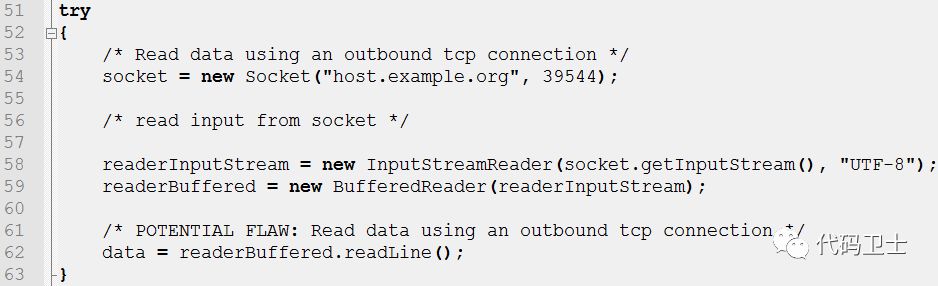 51 try
52 {
53 /* Read data using an outbound tcp connection */
54 socket = new Socket("host.example.org", 39544);
55
56 /* read input from socket */
57
58 readerInputStream = new InputStreamReader(socket.getInputStream(), "UTF-8");
59 readerBuffered = new BufferedReader(readerInputStream);
60
61 /* POTENTIAL FLAW: Read data using an outbound tcp connection */
62 data = readerBuffered.readLine();
63 }
代码卫士